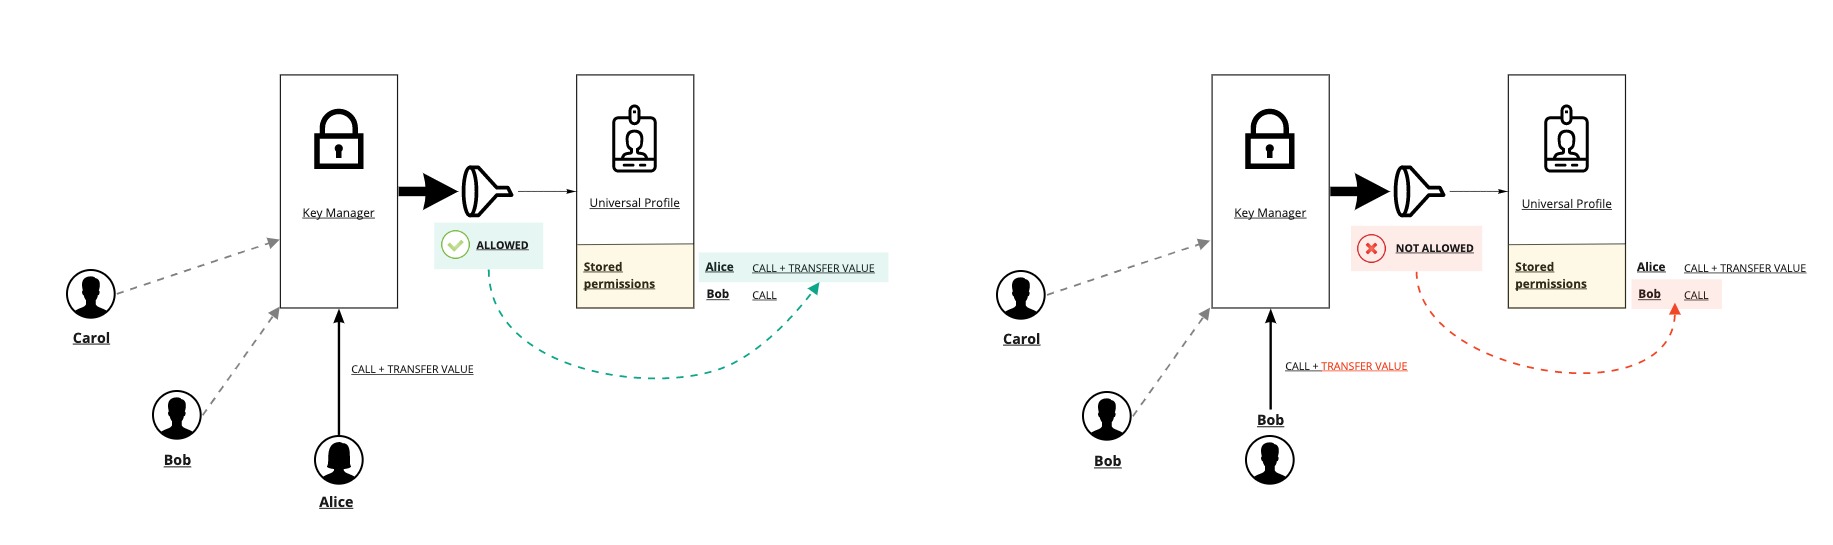 Key Manager
Universal Profile
ALLOWED
Stored
permissions
Alice CALL + TRANSFER VALUE
Bob CALL
Carol
CALL + TRANSFER VALUE
Bob
Alice
Key Manager
Universal Profile
NOT ALLOWED
Stored
permissions
Alice CALL + TRANSFER VALUE
Bob CALL
Carol
CALL + TRANSFER VALUE
Bob
Bob